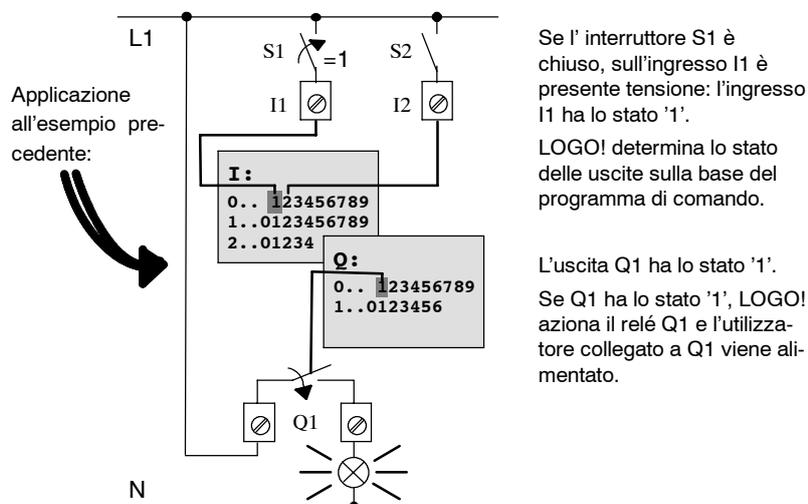 L1
S1
=1
S2
I1
I2
Applicazione
all'esempio pre-
cedente:
I:
0.. 123456789
1..0123456789
2..01234
Q:
0.. 123456789
1..0123456
Q1
N
Se l' interruttore S1 è
chiuso, sull'ingresso I1 è
presente tensione: l'ingresso
I1 ha lo stato '1'.
LOGO! determina lo stato
delle uscite sulla base del
programma di comando.
L'uscita Q1 ha lo stato '1'.
Se Q1 ha lo stato '1', LOGO!
aziona il relé Q1 e l'utilizza-
tore collegato a Q1 viene ali-
mentato.